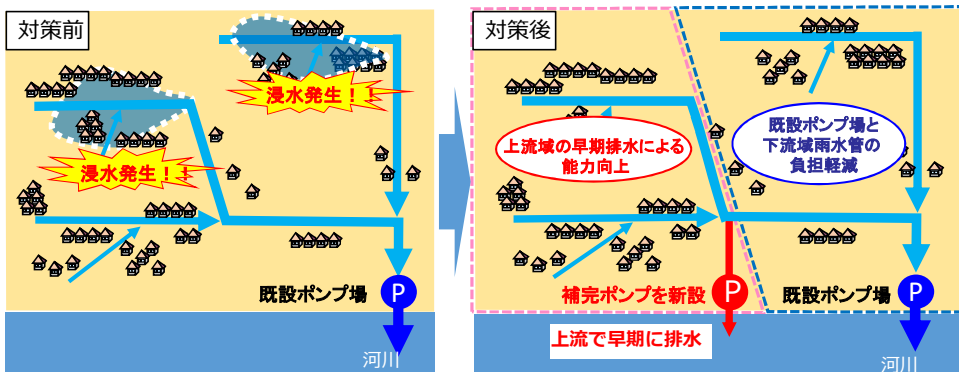 対策前
浸水発生！！
浸水発生！！
既設ポンプ場
P
河川
対策後
上流域の早期排水による
能力向上
既設ポンプ場と
下流域雨水管の
負担軽減
補完ポンプを新設
P
既設ポンプ場
P
上流で早期に排水
河川